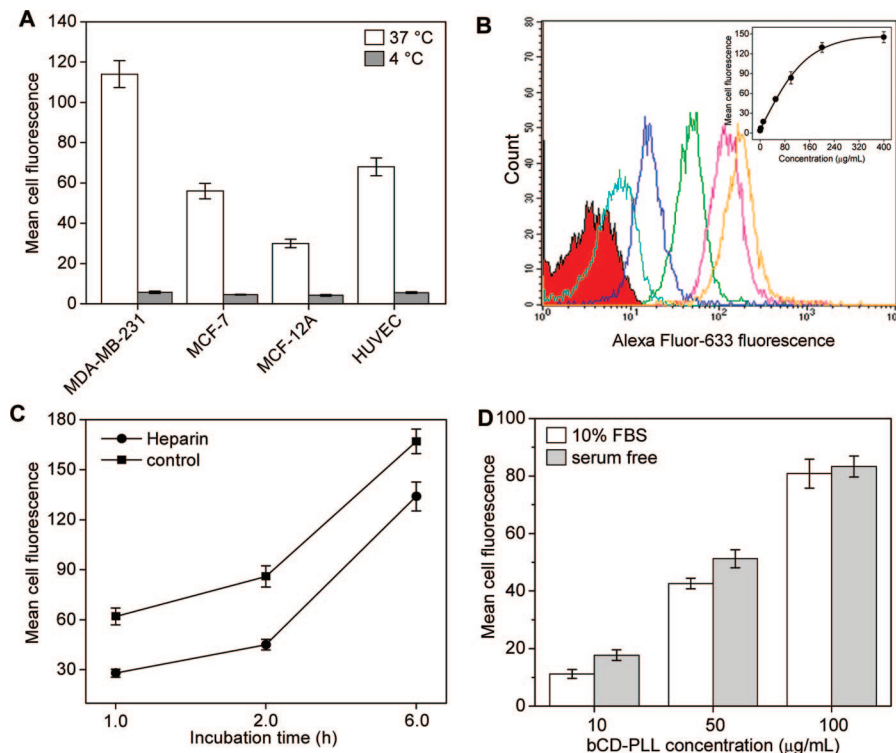 A
37 °C
4 °C
Mean cell fluorescence
140
120
100
80
60
40
20
0
MDA-MB-231
MCF-7
MCF-12A
HUVEC
B
Count
80
70
60
50
40
30
20
10
0
10⁰
10¹
10²
10³
10
Alexa Fluor-633 fluorescence
Mean cell fluorescence
150
120
90
60
30
0
0 80 160 240 320 400
Concentration (μg/mL)
C
Heparin
control
Mean cell fluorescence
180
150
120
90
60
30
1.0 2.0 6.0
Incubation time (h)
D
10% FBS
serum free
Mean cell fluorescence
100
80
60
40
20
0
10 50 100
bCD-PLL concentration (μg/mL)